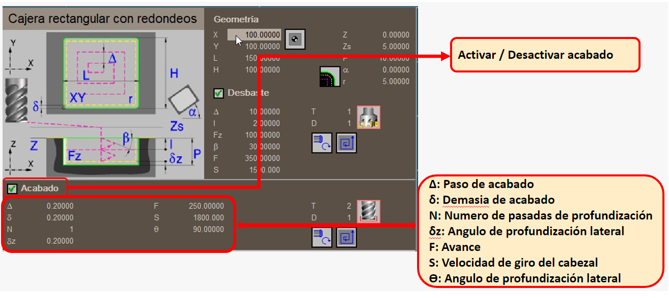 Cajera rectangular con redondeos
Geometría
X 100.00000 Z 0.00000
Y 100.00000 Zs 5.00000
L 150.00000 P 10.00000
H 100.00000 α 0.00000
r 5.00000
Desbaste
Δ 10.00000 T 1
I 2.00000 D 1
Fz 100.00000
β 30.00000
F 350.00000
S 1500.000
Y
X
Δ
L
H
XY
r
δ
α
Zs
Z
β
I
Fz
P
δz
Z
X
Acabado
Δ 0.20000 F 250.00000 T 2
δ 0.20000 S 1800.000 D 1
N 1 θ 90.00000
δz 0.20000
Activar / Desactivar acabado
Δ: Paso de acabado
δ: Demasia de acabado
N: Numero de pasadas de profundización
δz: Angulo de profundización lateral
F: Avance
S: Velocidad de giro del cabezal
Ɵ: Angulo de profundización lateral